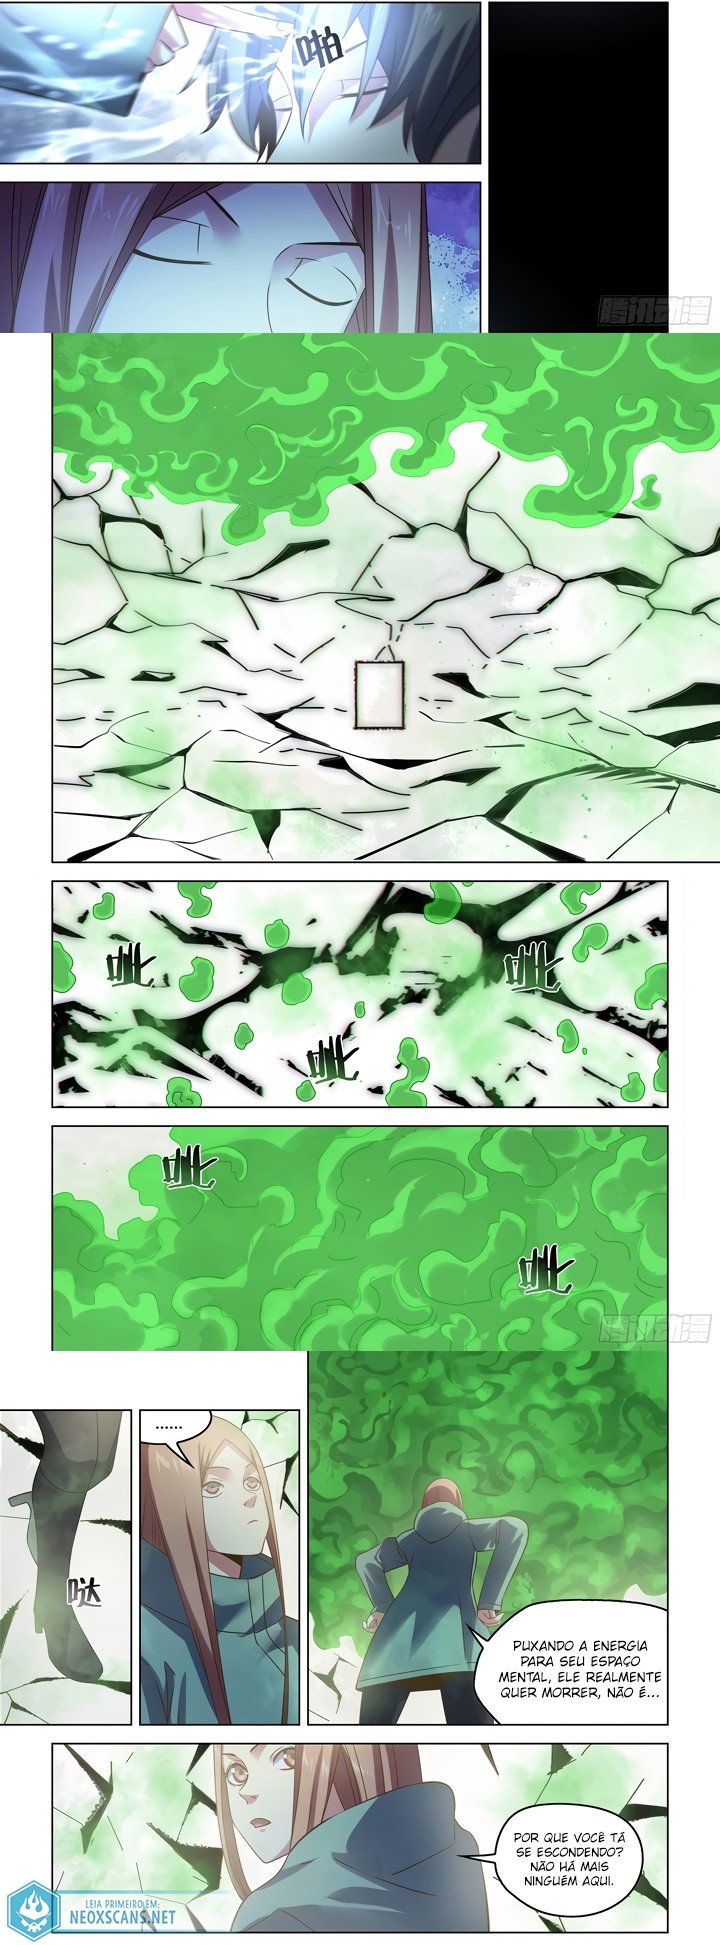 啪
腾讯动漫
呲
呲
呲
呲
呲
腾讯动漫
……
哒
PUXANDO A ENERGIA
PARA SEU ESPAÇO
MENTAL, ELE REALMENTE
QUER MORRER, NÃO É...
POR QUE VOCÊ TÁ
SE ESCONDENDO?
NÃO HÁ MAIS
NINGUÉM AQUI.
LEIA PRIMEIRO EM:
NEOXSCANS.NET